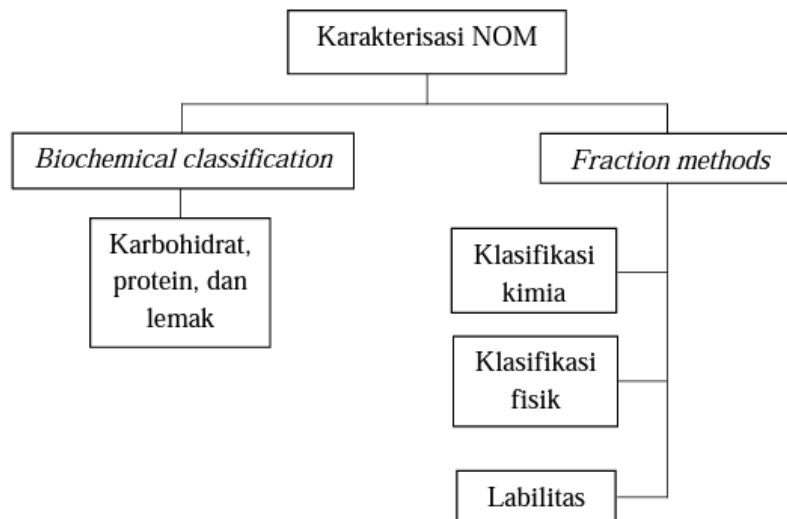 Karakterisasi NOM
Biochemical classification
Fraction methods
Karbohidrat,
protein, dan
lemak
Klasifikasi
kimia
Klasifikasi
fisik
Labilitas